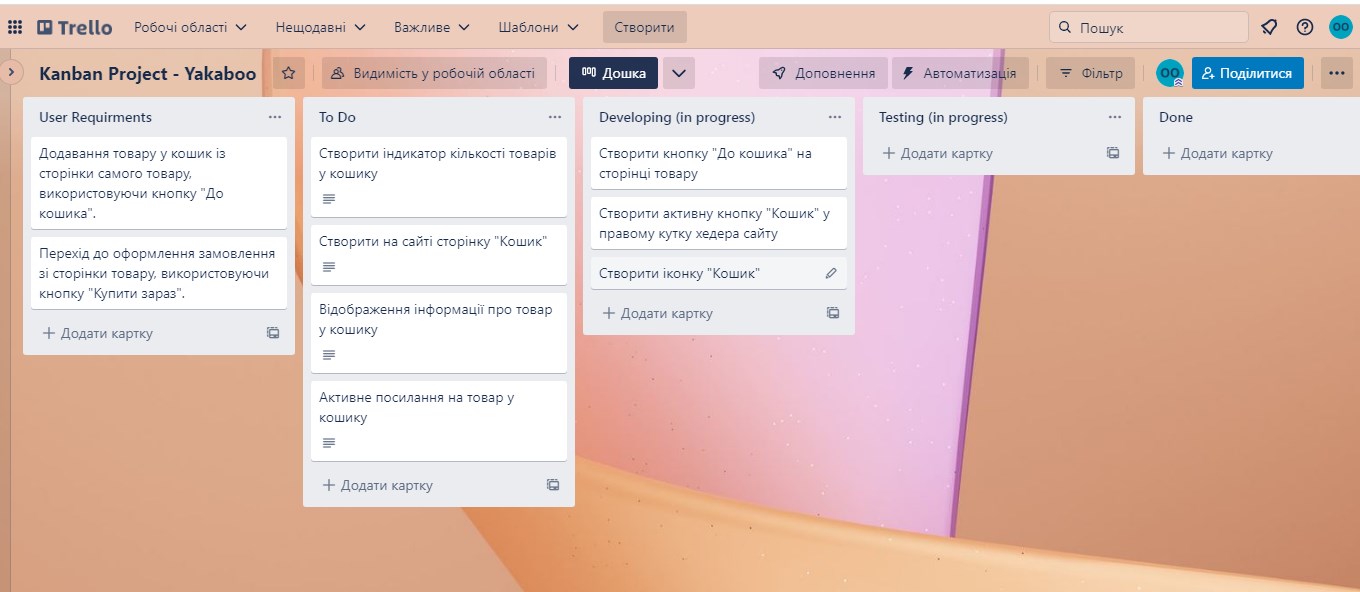 Trello
Робочі області
Нещодавні
Важливе
Шаблони
Створити
Пошук
OO
Kanban Project - Yakaboo
Видимість у робочій області
Дошка
Доповнення
Автоматизація
Фільтр
OO
Поділитися
User Requirments
Додавання товару у кошик із
сторінки самого товару,
використовуючи кнопку "До
кошика".
Перехід до оформлення замовлення
зі сторінки товару, використовуючи
кнопку "Купити зараз".
Додати картку
To Do
Створити індикатор кількості товарів
у кошику
Створити на сайті сторінку "Кошик"
Відображення інформації про товар
у кошику
Активне посилання на товар у
кошику
Додати картку
Developing (in progress)
Створити кнопку "До кошика" на
сторінці товару
Створити активну кнопку "Кошик" у
правому кутку хедера сайту
Створити іконку "Кошик"
Додати картку
Testing (in progress)
Додати картку
Done
Додати картку